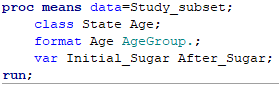 proc means data=Study_subset;
    class State Age;
    format Age AgeGroup.;
    var Initial_Sugar After_Sugar;
run;